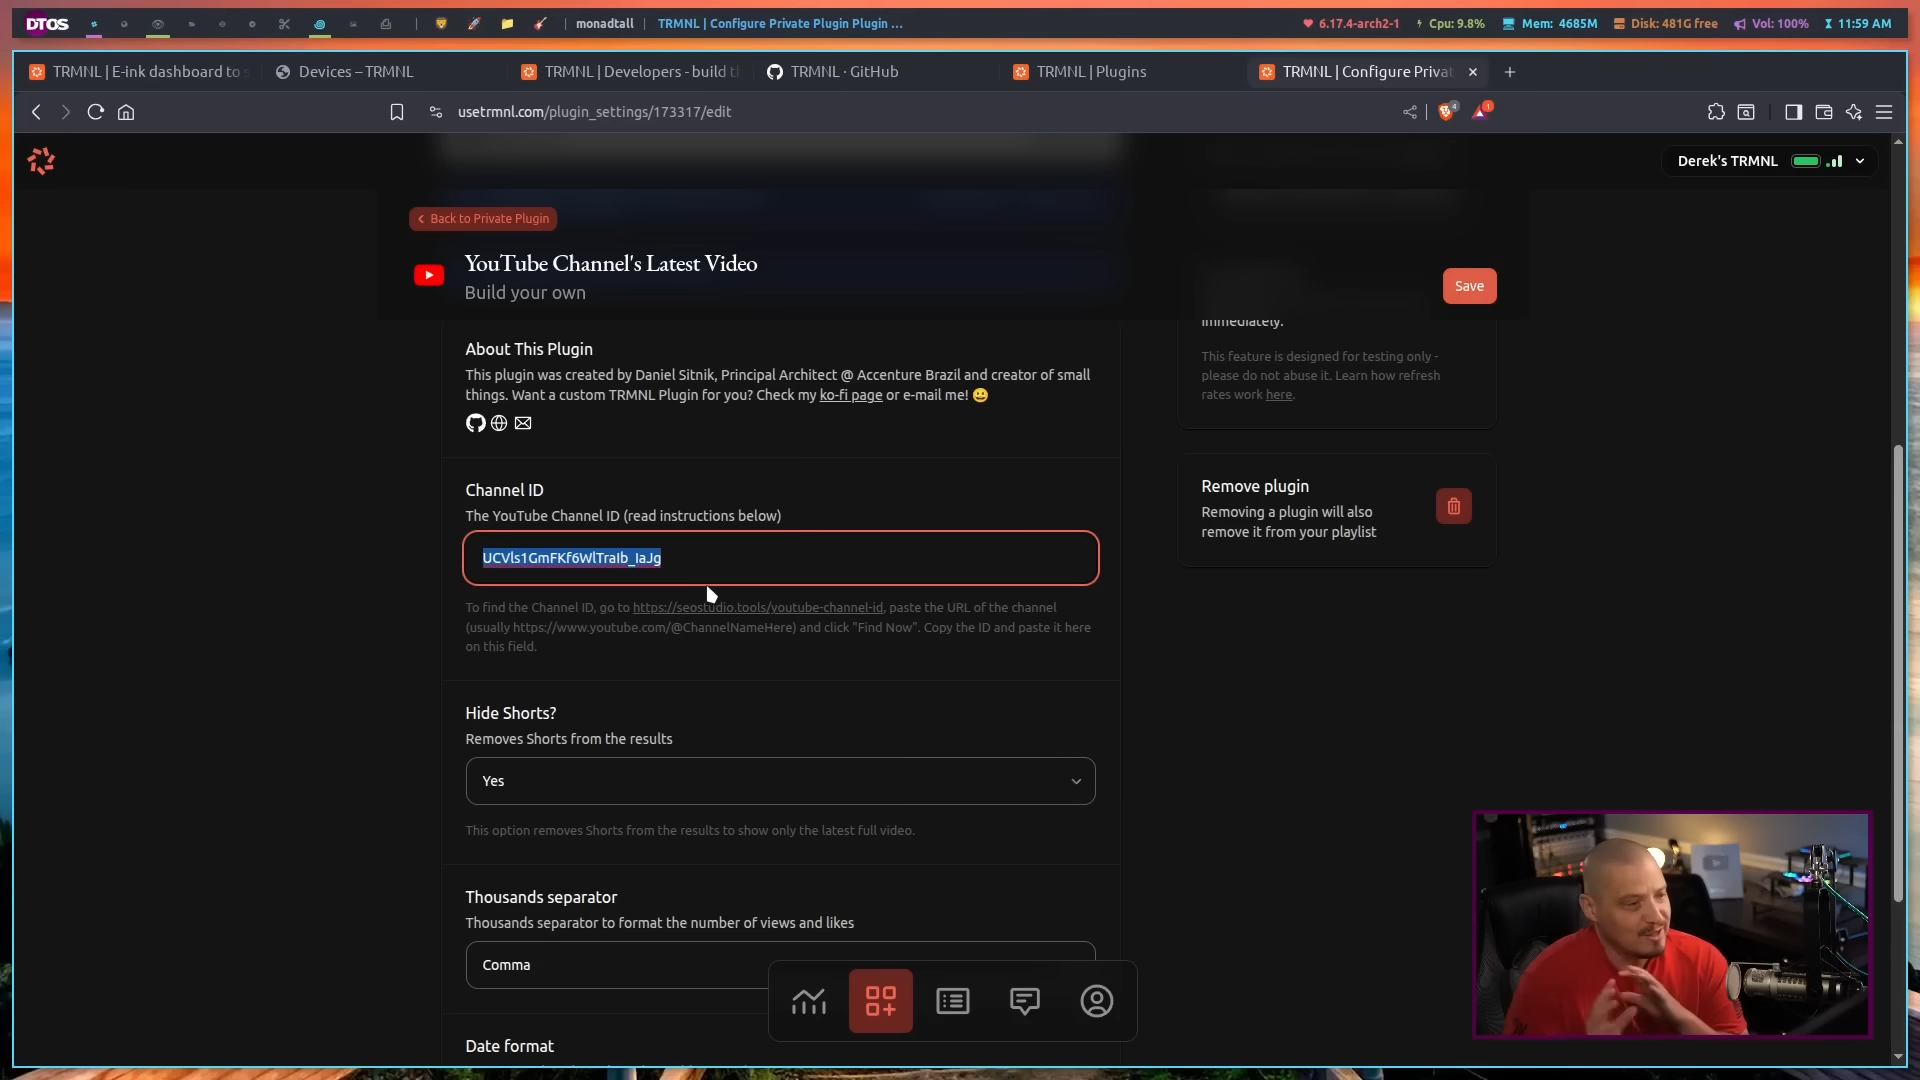 DTOS
monadtall
TRMNL | Configure Private Plugin Plugin ...
6.17.4-arch2-1
Cpu: 9.8%
Mem: 4685M
Disk: 481G free
Vol: 100%
11:59 AM
TRMNL | E-ink dashboard to s
Devices – TRMNL
TRMNL | Developers - build th
TRMNL · GitHub
TRMNL | Plugins
TRMNL | Configure Privat
usetrmnl.com/plugin_settings/173317/edit
4
1
Derek's TRMNL
Back to Private Plugin
YouTube Channel's Latest Video
Build your own
Save
About This Plugin
This plugin was created by Daniel Sitnik, Principal Architect @ Accenture Brazil and creator of small
things. Want a custom TRMNL Plugin for you? Check my ko-fi page or e-mail me! 😀
immediately.
This feature is designed for testing only -
please do not abuse it. Learn how refresh
rates work here.
Channel ID
The YouTube Channel ID (read instructions below)
UCVls1GmFKf6WlTraIb_IaJg
To find the Channel ID, go to https://seostudio.tools/youtube-channel-id, paste the URL of the channel
(usually https://www.youtube.com/@ChannelNameHere) and click "Find Now". Copy the ID and paste it here
on this field.
Remove plugin
Removing a plugin will also
remove it from your playlist
Hide Shorts?
Removes Shorts from the results
Yes
This option removes Shorts from the results to show only the latest full video.
Thousands separator
Thousands separator to format the number of views and likes
Comma
Date format